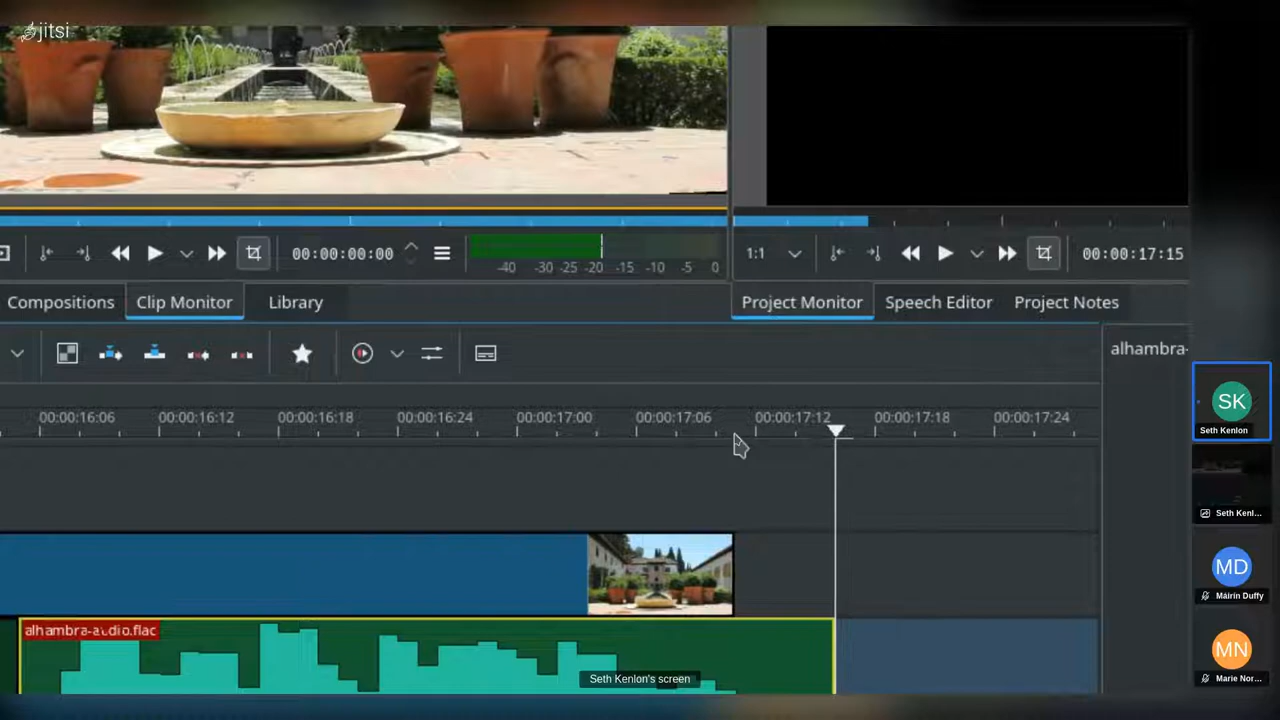 jitsi
00:00:00:00
-40 -30 -25 -20 -15 -10 -5 0
1:1
00:00:17:15
Compositions Clip Monitor Library
Project Monitor Speech Editor Project Notes
alhambra-
00:00:16:06 00:00:16:12 00:00:16:18 00:00:16:24 00:00:17:00 00:00:17:06 00:00:17:12 00:00:17:18 00:00:17:24
alhambra-audio.flac
Seth Kenlon's screen
SK
Seth Kenlon
Seth Kenl...
MD
Máirín Duffy
MN
Marie Nor...